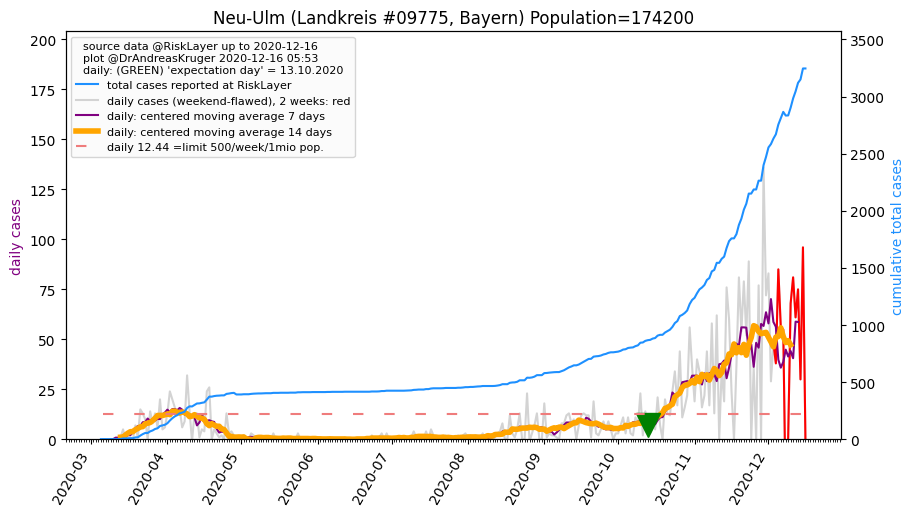 Neu-Ulm (Landkreis #09775, Bayern) Population=174200
source data @RiskLayer up to 2020-12-16
plot @DrAndreasKruger 2020-12-16 05:53
daily: (GREEN) 'expectation day' = 13.10.2020
total cases reported at RiskLayer
daily cases (weekend-flawed), 2 weeks: red
daily: centered moving average 7 days
daily: centered moving average 14 days
daily 12.44 =limit 500/week/1mio pop.
daily cases
200
175
150
125
100
75
50
25
0
cumulative total cases
3500
3000
2500
2000
1500
1000
500
0
2020-03
2020-04
2020-05
2020-06
2020-07
2020-08
2020-09
2020-10
2020-11
2020-12